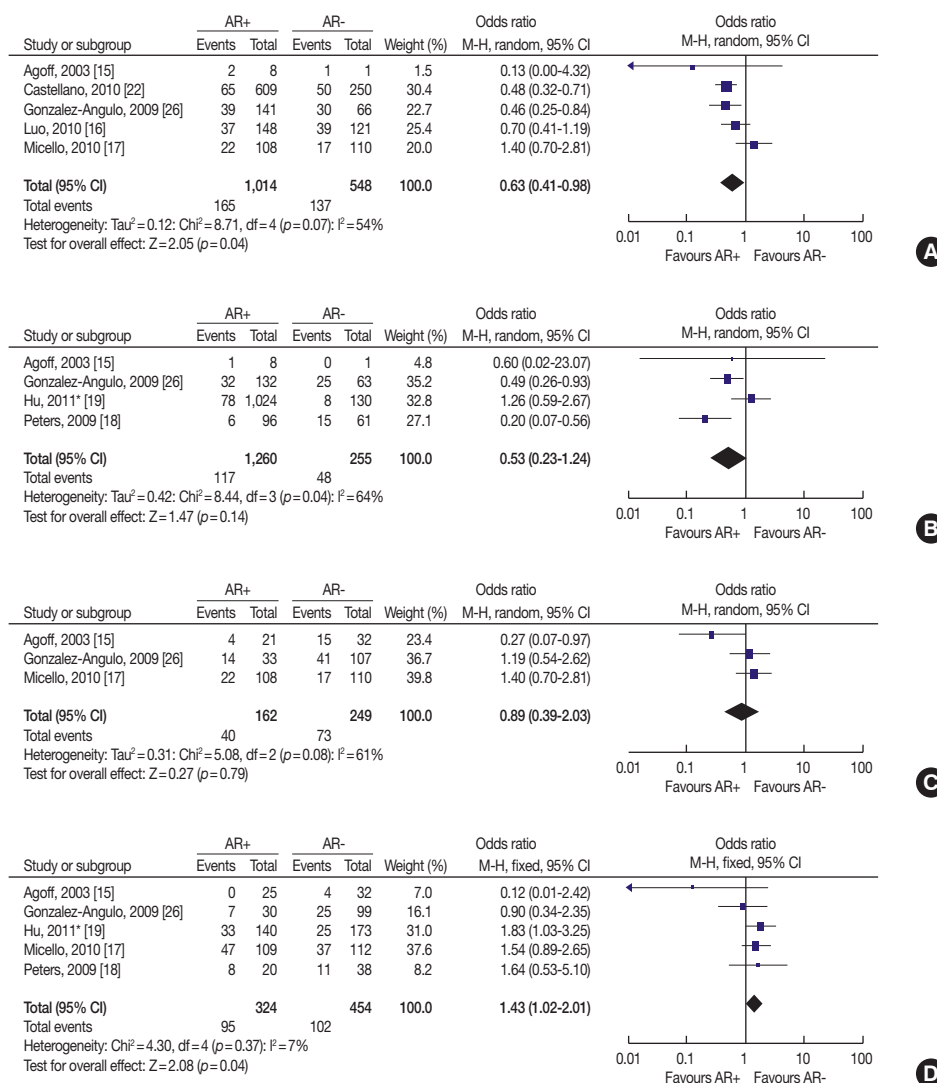 AR+ AR- Odds ratio Odds ratio
Study or subgroup Events Total Events Total Weight (%) M-H, random, 95% CI M-H, random, 95% CI
Agoff, 2003 [15] 2 8 1 1 1.5 0.13 (0.00-4.32)
Castellano, 2010 [22] 65 609 50 250 30.4 0.48 (0.32-0.71)
Gonzalez-Angulo, 2009 [26] 39 141 30 66 22.7 0.46 (0.25-0.84)
Luo, 2010 [16] 37 148 39 121 25.4 0.70 (0.41-1.19)
Micello, 2010 [17] 22 108 17 110 20.0 1.40 (0.70-2.81)
Total (95% CI) 1,014 548 100.0 0.63 (0.41-0.98)
Total events 165 137
Heterogeneity: Tau²=0.12: Chi²=8.71, df=4 (p=0.07): I²=54%
Test for overall effect: Z=2.05 (p=0.04)
0.01 0.1 1 10 100
Favours AR+ Favours AR-
A
AR+ AR- Odds ratio Odds ratio
Study or subgroup Events Total Events Total Weight (%) M-H, random, 95% CI M-H, random, 95% CI
Agoff, 2003 [15] 1 8 0 1 4.8 0.60 (0.02-23.07)
Gonzalez-Angulo, 2009 [26] 32 132 25 63 35.2 0.49 (0.26-0.93)
Hu, 2011* [19] 78 1,024 8 130 32.8 1.26 (0.59-2.67)
Peters, 2009 [18] 6 96 15 61 27.1 0.20 (0.07-0.56)
Total (95% CI) 1,260 255 100.0 0.53 (0.23-1.24)
Total events 117 48
Heterogeneity: Tau²=0.42: Chi²=8.44, df=3 (p=0.04): I²=64%
Test for overall effect: Z=1.47 (p=0.14)
0.01 0.1 1 10 100
Favours AR+ Favours AR-
B
AR+ AR- Odds ratio Odds ratio
Study or subgroup Events Total Events Total Weight (%) M-H, random, 95% CI M-H, random, 95% CI
Agoff, 2003 [15] 4 21 15 32 23.4 0.27 (0.07-0.97)
Gonzalez-Angulo, 2009 [26] 14 33 41 107 36.7 1.19 (0.54-2.62)
Micello, 2010 [17] 22 108 17 110 39.8 1.40 (0.70-2.81)
Total (95% CI) 162 249 100.0 0.89 (0.39-2.03)
Total events 40 73
Heterogeneity: Tau²=0.31: Chi²=5.08, df=2 (p=0.08): I²=61%
Test for overall effect: Z=0.27 (p=0.79)
0.01 0.1 1 10 100
Favours AR+ Favours AR-
C
AR+ AR- Odds ratio Odds ratio
Study or subgroup Events Total Events Total Weight (%) M-H, fixed, 95% CI M-H, fixed, 95% CI
Agoff, 2003 [15] 0 25 4 32 7.0 0.12 (0.01-2.42)
Gonzalez-Angulo, 2009 [26] 7 30 25 99 16.1 0.90 (0.34-2.35)
Hu, 2011* [19] 33 140 25 173 31.0 1.83 (1.03-3.25)
Micello, 2010 [17] 47 109 37 112 37.6 1.54 (0.89-2.65)
Peters, 2009 [18] 8 20 11 38 8.2 1.64 (0.53-5.10)
Total (95% CI) 324 454 100.0 1.43 (1.02-2.01)
Total events 95 102
Heterogeneity: Chi²=4.30, df=4 (p=0.37): I²=7%
Test for overall effect: Z=2.08 (p=0.04)
0.01 0.1 1 10 100
Favours AR+ Favours AR-
D